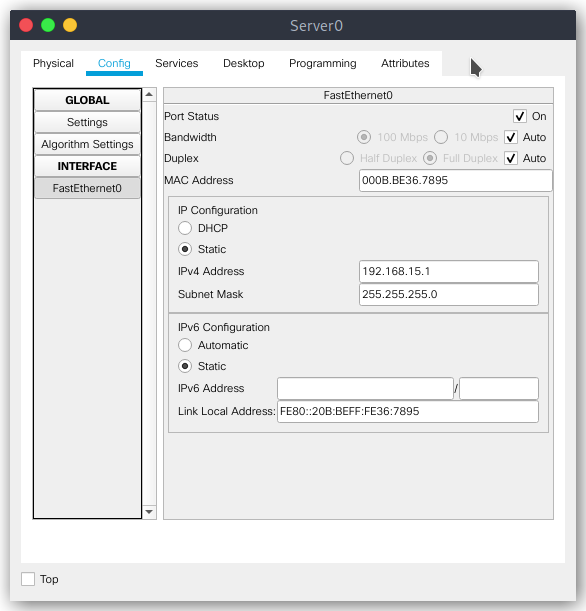 Server0
Physical Config Services Desktop Programming Attributes
GLOBAL
Settings
Algorithm Settings
INTERFACE
FastEthernet0
FastEthernet0
Port Status On
Bandwidth 100 Mbps 10 Mbps Auto
Duplex Half Duplex Full Duplex Auto
MAC Address 000B.BE36.7895
IP Configuration
DHCP
Static
IPv4 Address 192.168.15.1
Subnet Mask 255.255.255.0
IPv6 Configuration
Automatic
Static
IPv6 Address /
Link Local Address: FE80::20B:BEFF:FE36:7895
Top